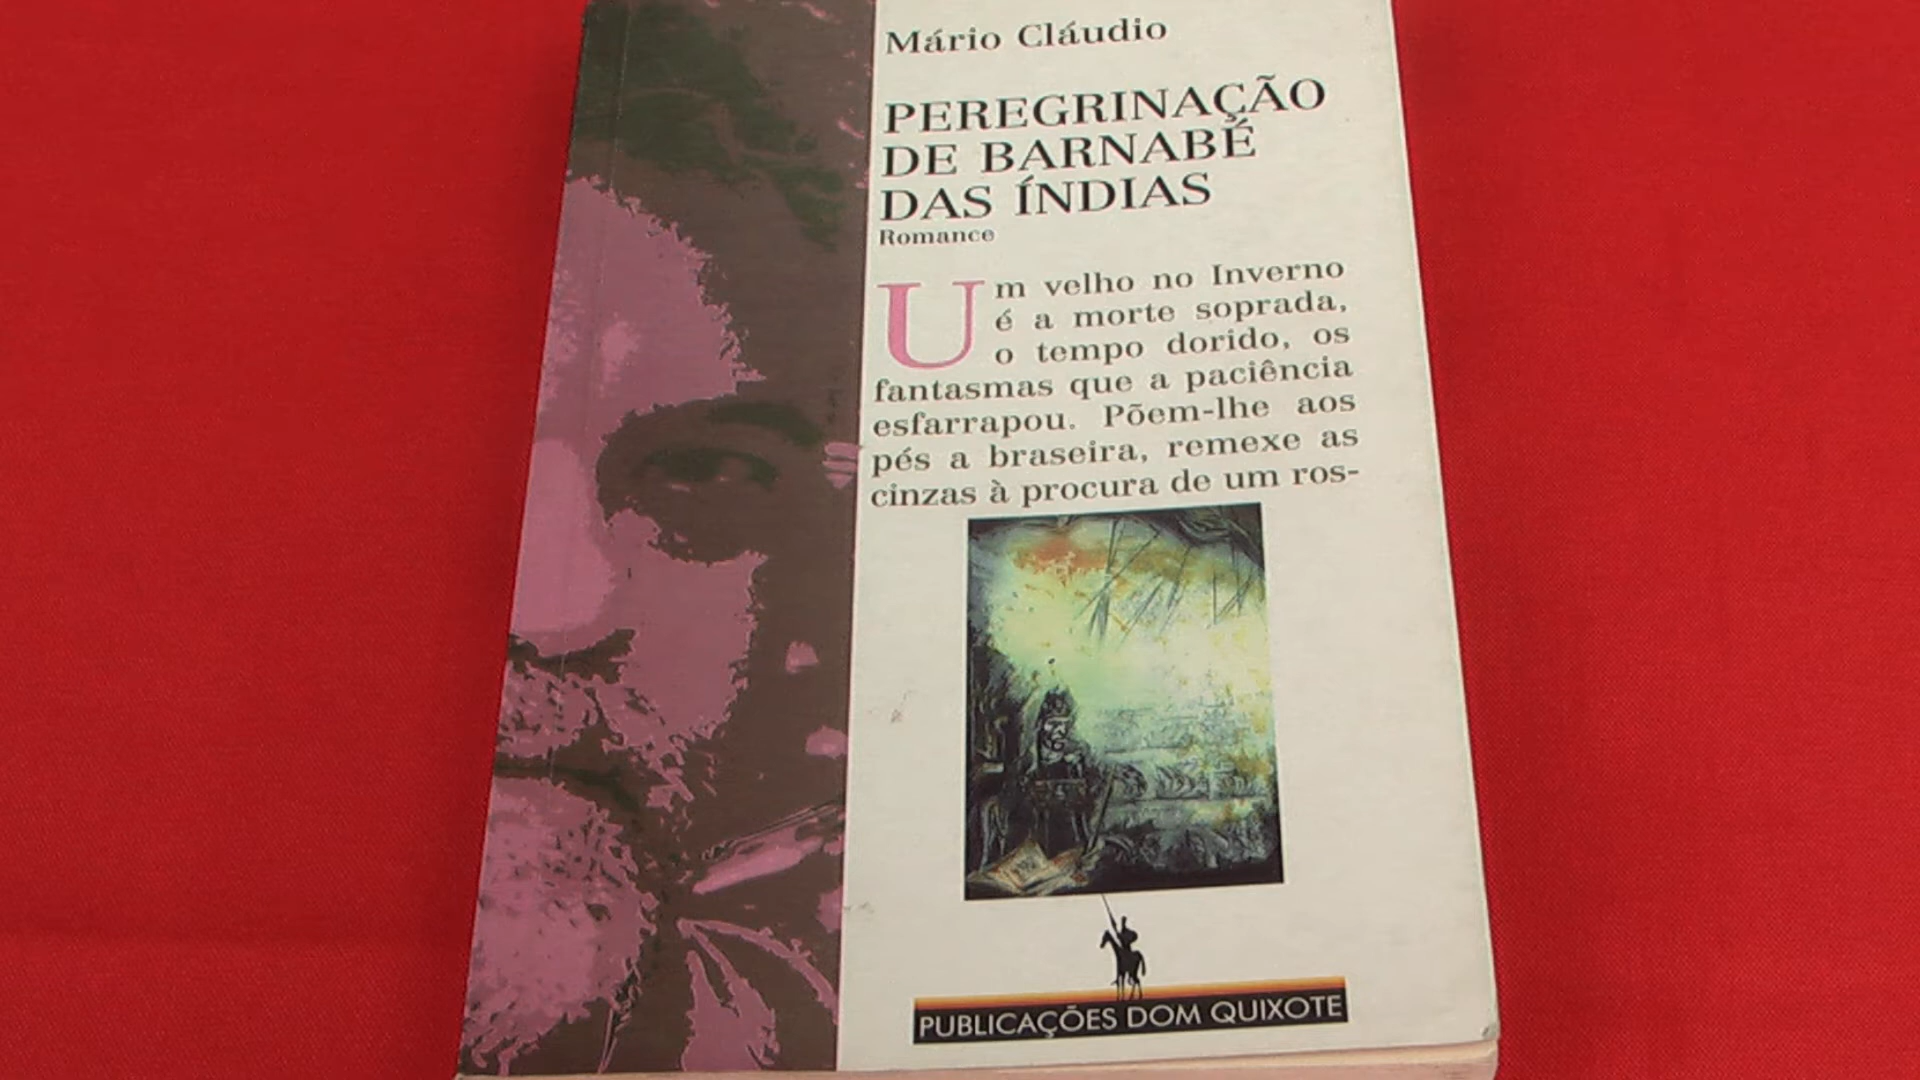 Mário Cláudio
PEREGRINAÇÃO
DE BARNABÉ
DAS ÍNDIAS
Romance
Um velho no Inverno
é a morte soprada,
o tempo dorido, os
fantasmas que a paciência
esfarrapou. Põem-lhe aos
pés a braseira, remexe as
cinzas à procura de um ros-
PUBLICAÇÕES DOM QUIXOTE